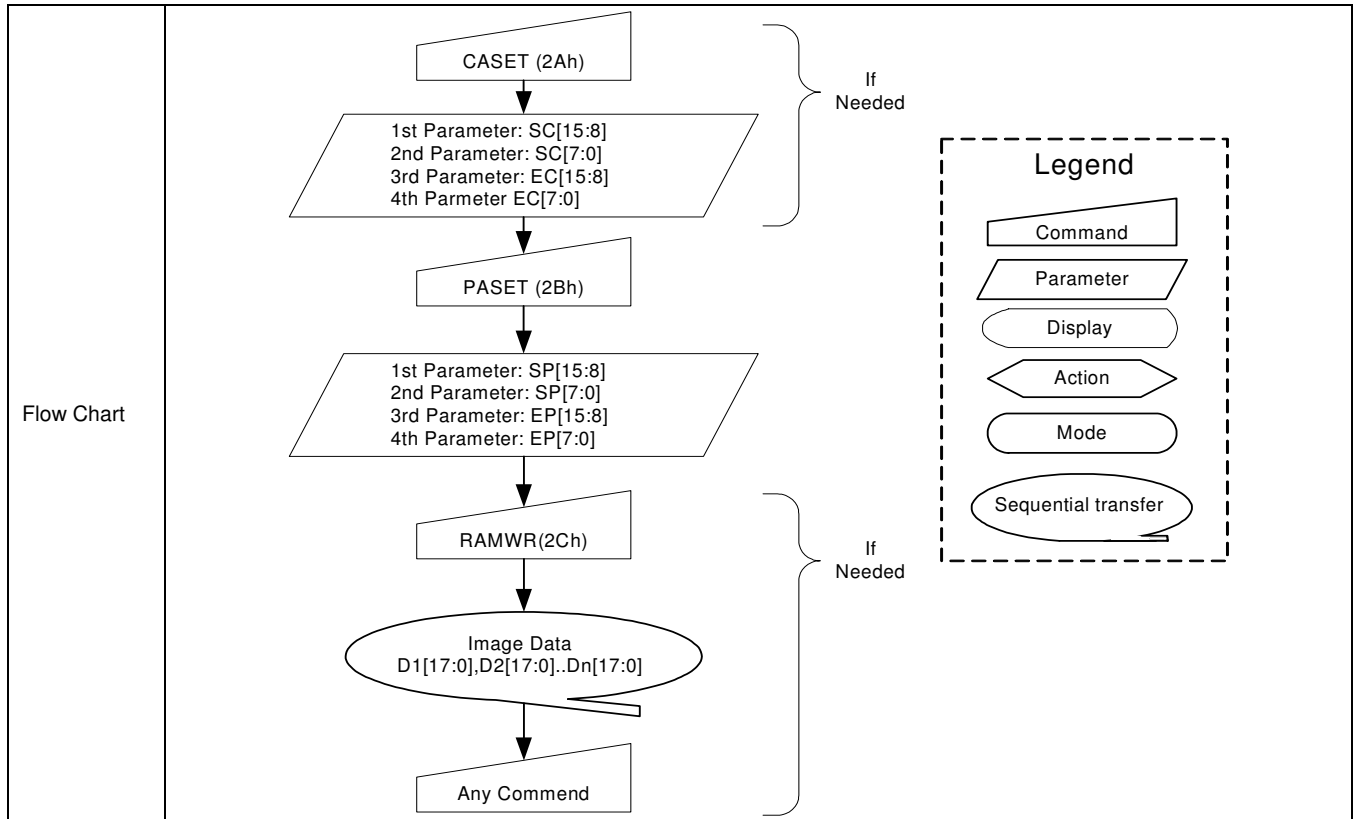 Flow Chart
CASET (2Ah)
If
Needed
1st Parameter: SC[15:8]
2nd Parameter: SC[7:0]
3rd Parameter: EC[15:8]
4th Parmeter EC[7:0]
PASET (2Bh)
1st Parameter: SP[15:8]
2nd Parameter: SP[7:0]
3rd Parameter: EP[15:8]
4th Parameter: EP[7:0]
RAMWR(2Ch)
If
Needed
Image Data
D1[17:0],D2[17:0]..Dn[17:0]
Any Commend
Legend
Command
Parameter
Display
Action
Mode
Sequential transfer